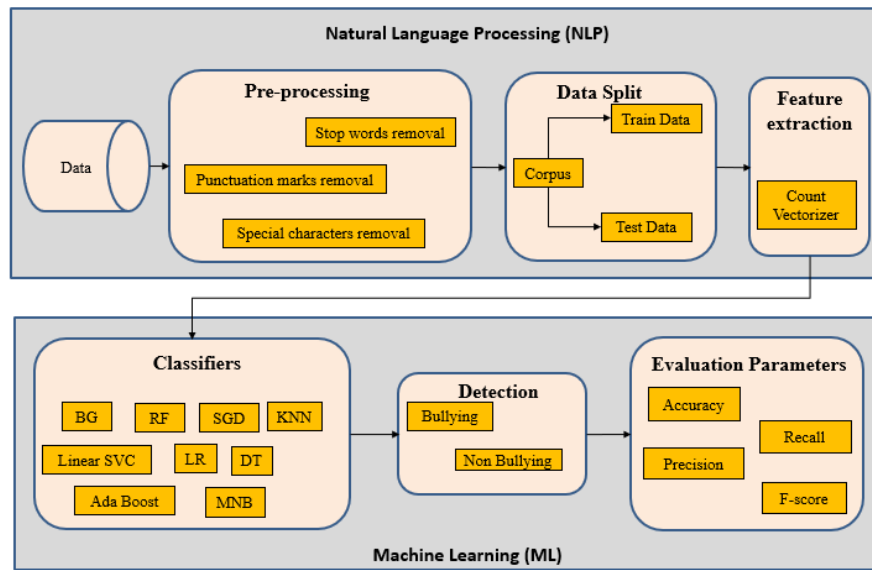 Natural Language Processing (NLP)
Data
Pre-processing
Stop words removal
Punctuation marks removal
Special characters removal
Data Split
Train Data
Corpus
Test Data
Feature
extraction
Count
Vectorizer
Classifiers
BG
RF
SGD
KNN
Linear SVC
LR
DT
Ada Boost
MNB
Detection
Bullying
Non Bullying
Evaluation Parameters
Accuracy
Recall
Precision
F-score
Machine Learning (ML)